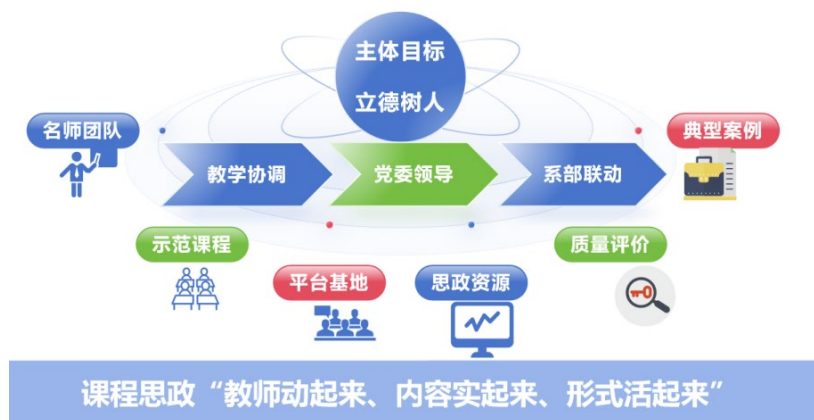 主体目标
立德树人
名师团队
典型案例
教学协调
党委领导
系部联动
示范课程
质量评价
平台基地
思政资源
课程思政“教师动起来、内容实起来、形式活起来”